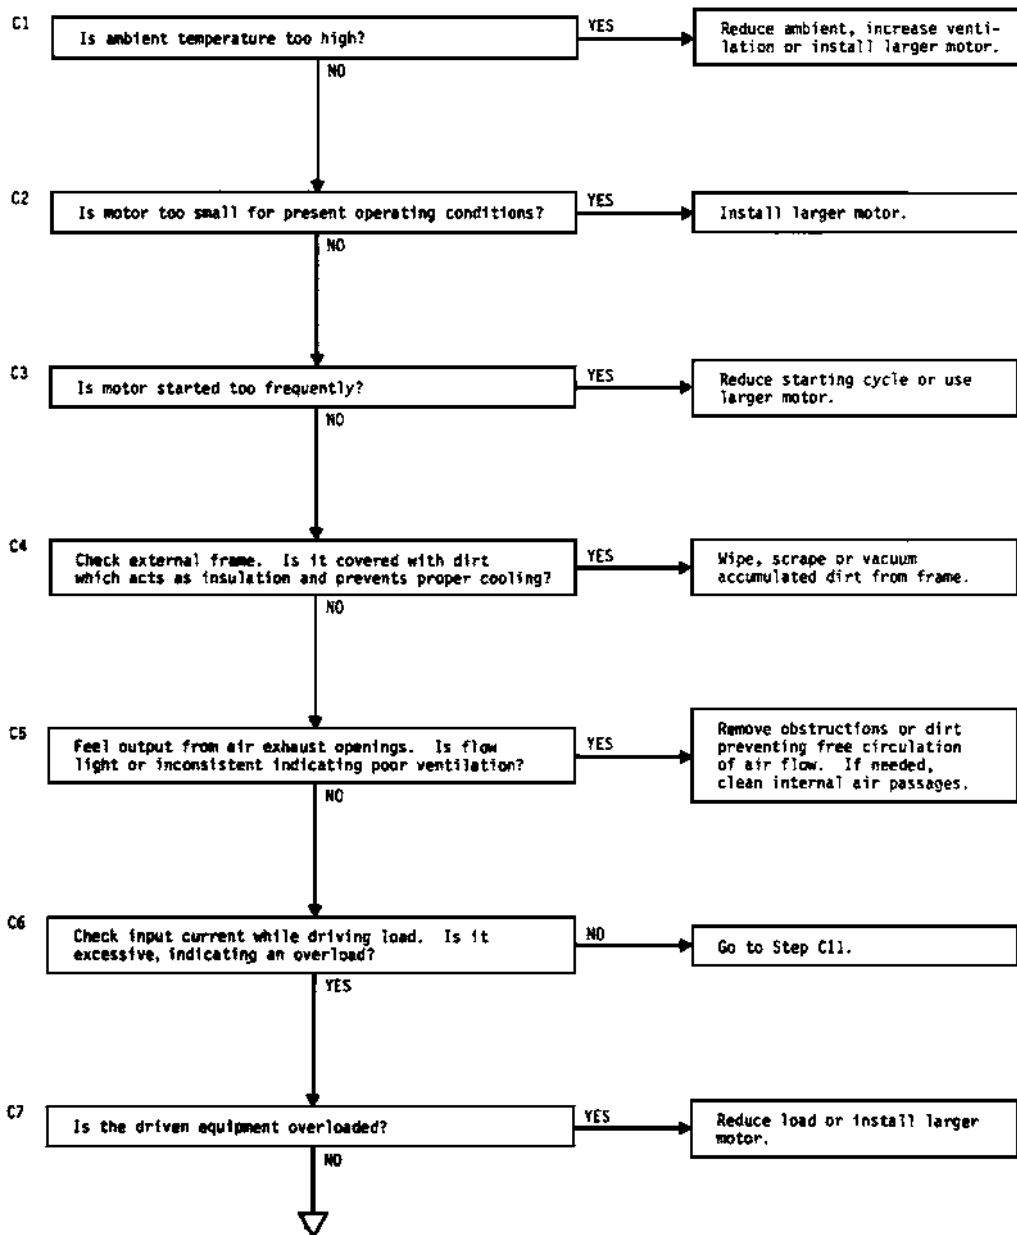 C1
Is ambient temperature too high?
YES
Reduce ambient, increase venti-
lation or install larger motor.
NO
C2
Is motor too small for present operating conditions?
YES
Install larger motor.
NO
C3
Is motor started too frequently?
YES
Reduce starting cycle or use
larger motor.
NO
C4
Check external frame. Is it covered with dirt
which acts as insulation and prevents proper cooling?
YES
Wipe, scrape or vacuum
accumulated dirt from frame.
NO
C5
Feel output from air exhaust openings. Is flow
light or inconsistent indicating poor ventilation?
YES
Remove obstructions or dirt
preventing free circulation
of air flow. If needed,
clean internal air passages.
NO
C6
Check input current while driving load. Is it
excessive, indicating an overload?
NO
Go to Step C11.
YES
C7
Is the driven equipment overloaded?
YES
Reduce load or install larger
motor.
NO